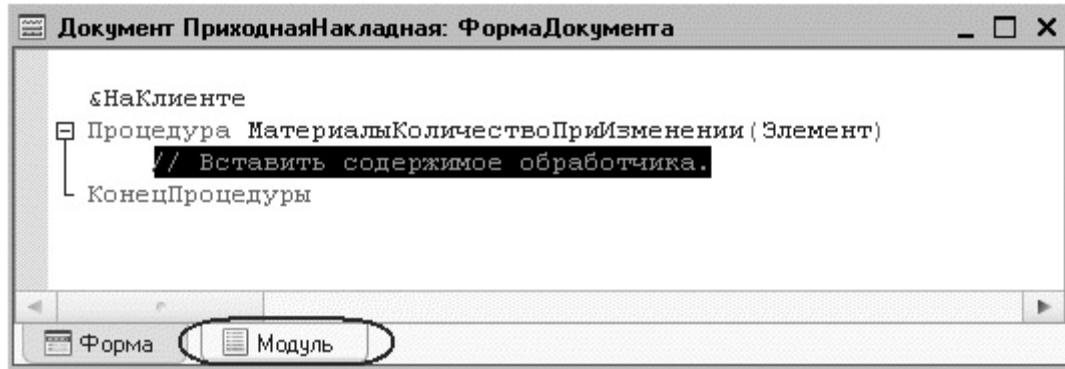 Документ ПриходнаяНакладная: ФормаДокумента
&НаКлиенте
Процедура МатериалыКоличествоПриИзменении(Элемент)
// Вставить содержимое обработчика.
КонецПроцедуры
Форма Модуль